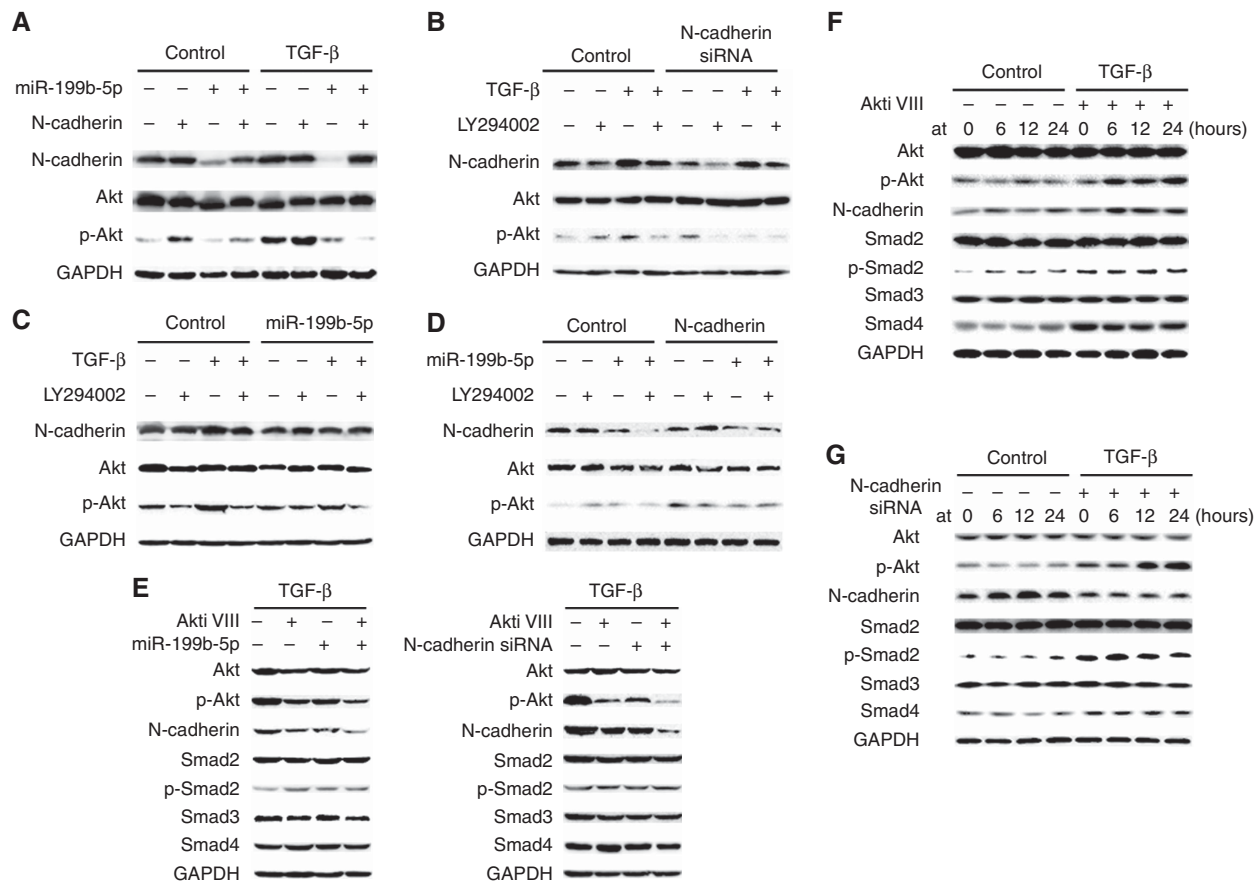 A
Control TGF-β
miR-199b-5p – – + + – – + +
N-cadherin – + – + – + – +
N-cadherin
Akt
p-Akt
GAPDH
B
Control N-cadherin siRNA
TGF-β – – + + – – + +
LY294002 – + – + – + – +
N-cadherin
Akt
p-Akt
GAPDH
C
Control miR-199b-5p
TGF-β – – + + – – + +
LY294002 – + – + – + – +
N-cadherin
Akt
p-Akt
GAPDH
D
Control N-cadherin
miR-199b-5p – – + + – – + +
LY294002 – + – + – + – +
N-cadherin
Akt
p-Akt
GAPDH
E
TGF-β
Akti VIII – + – +
miR-199b-5p – – + +
Akt
p-Akt
N-cadherin
Smad2
p-Smad2
Smad3
Smad4
GAPDH
TGF-β
Akti VIII – + – +
N-cadherin siRNA – – + +
Akt
p-Akt
N-cadherin
Smad2
p-Smad2
Smad3
Smad4
GAPDH
F
Control TGF-β
Akti VIII – – – – + + + +
at 0 6 12 24 0 6 12 24 (hours)
Akt
p-Akt
N-cadherin
Smad2
p-Smad2
Smad3
Smad4
GAPDH
G
Control TGF-β
N-cadherin siRNA – – – – + + + +
at 0 6 12 24 0 6 12 24 (hours)
Akt
p-Akt
N-cadherin
Smad2
p-Smad2
Smad3
Smad4
GAPDH